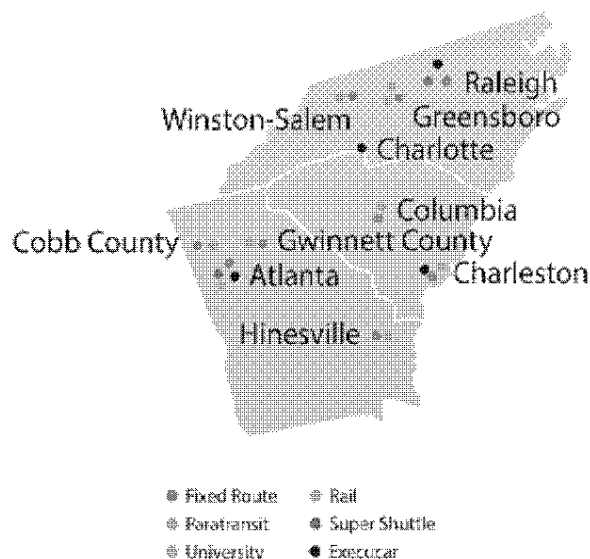 Raleigh
Winston-Salem
Greensboro
Charlotte
Columbia
Cobb County
Gwinnett County
Atlanta
Charleston
Hinesville
Fixed Route
Rail
Paratransit
Super Shuttle
University
Execucar